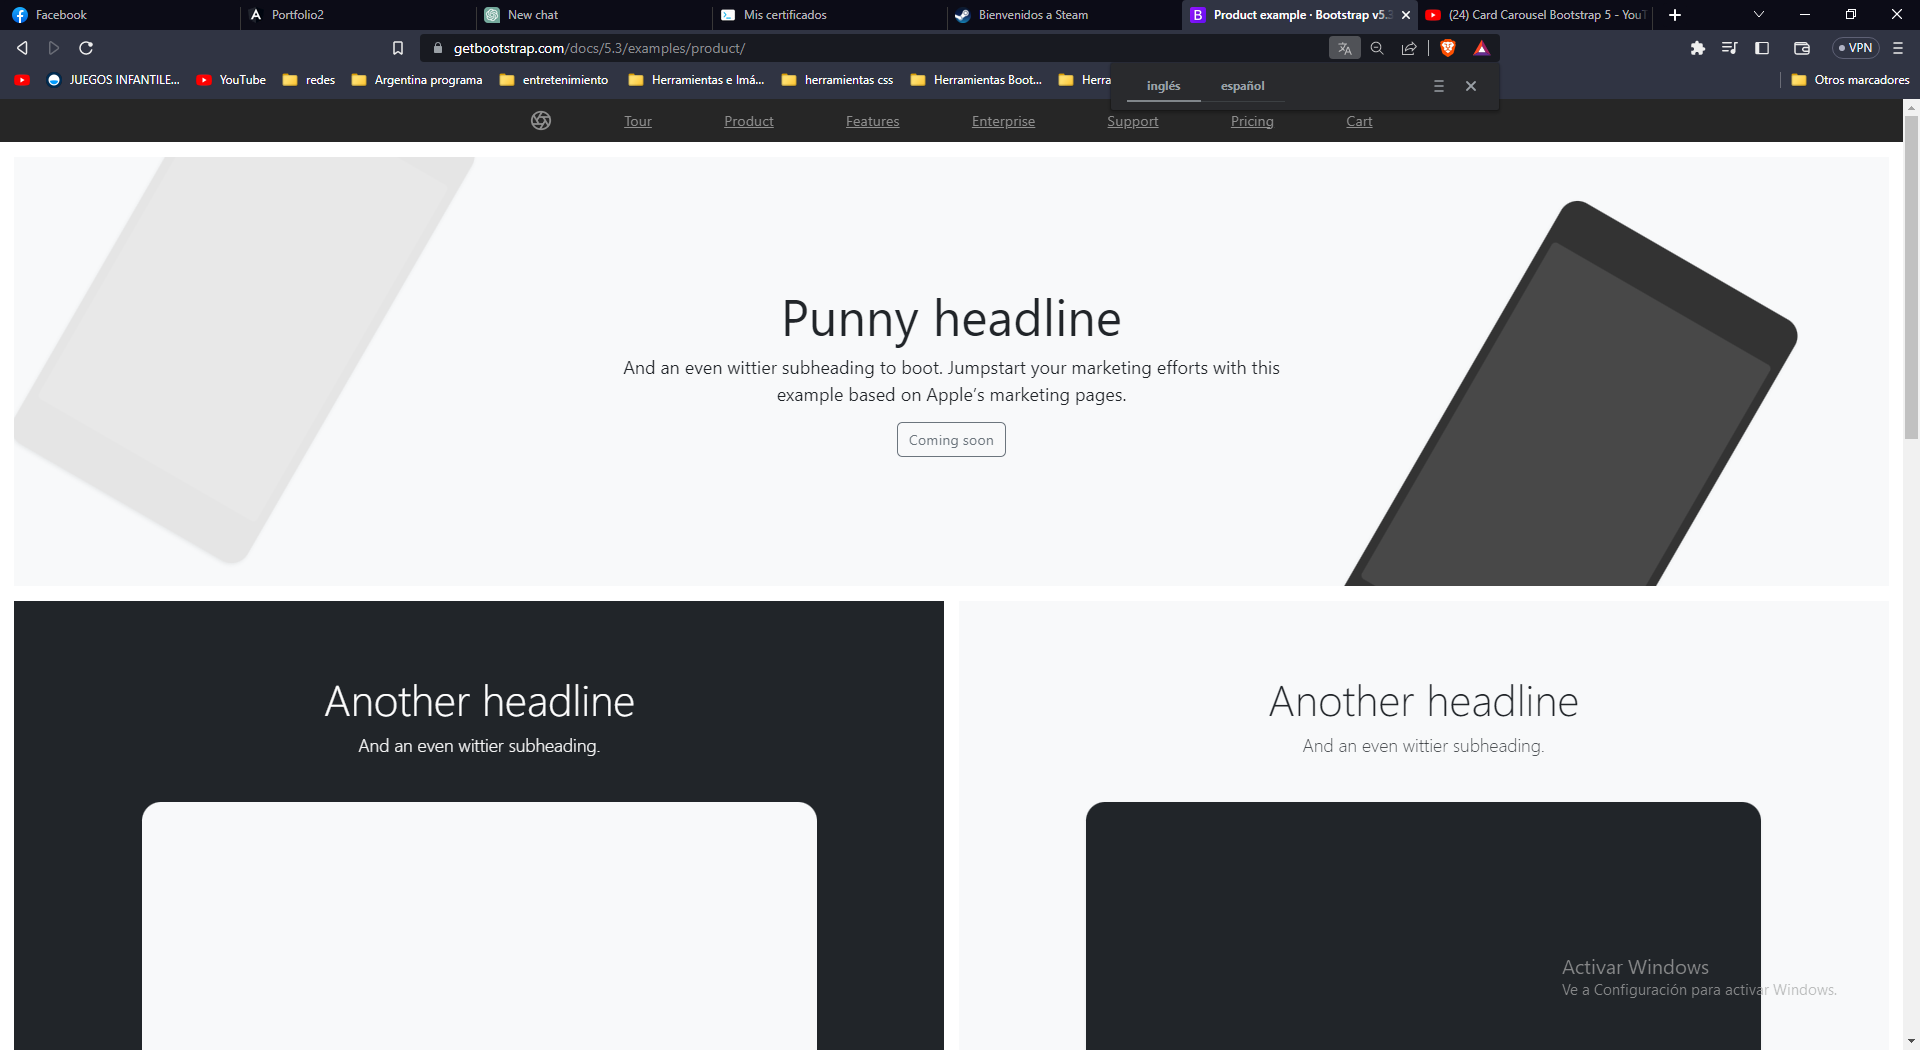 Facebook
Portfolio2
New chat
Mis certificados
Bienvenidos a Steam
Product example · Bootstrap v5.3
(24) Card Carousel Bootstrap 5 - YouT
getbootstrap.com/docs/5.3/examples/product/
VPN
JUEGOS INFANTILE...
YouTube
redes
Argentina programa
entretenimiento
Herramientas e Imá...
herramientas css
Herramientas Boot...
Herra
Otros marcadores
inglés
español
Tour
Product
Features
Enterprise
Support
Pricing
Cart
Punny headline
And an even wittier subheading to boot. Jumpstart your marketing efforts with this
example based on Apple’s marketing pages.
Coming soon
Another headline
And an even wittier subheading.
Another headline
And an even wittier subheading.
Activar Windows
Ve a Configuración para activar Windows.